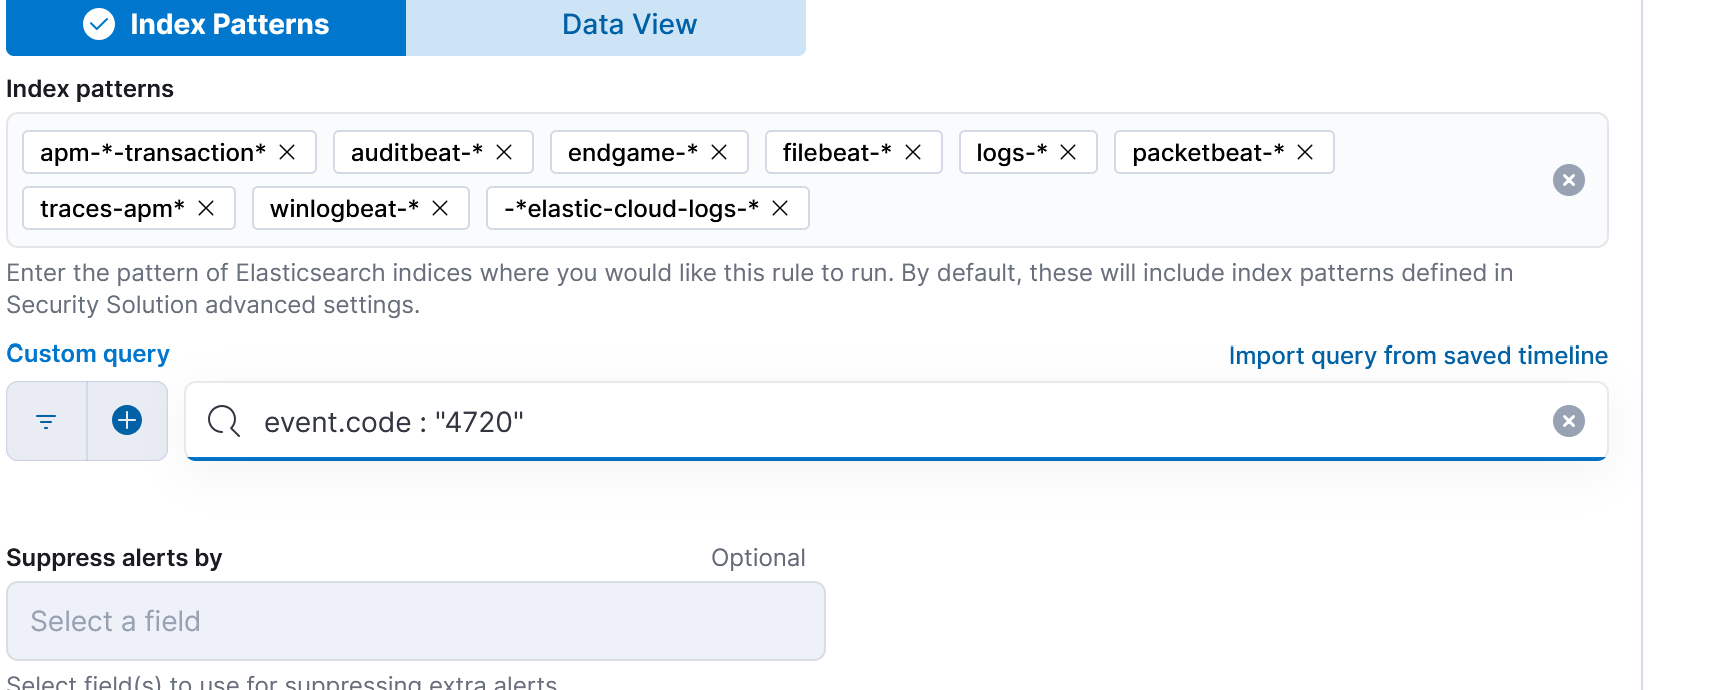 Index Patterns Data View
Index patterns
apm-*-transaction* auditbeat-* endgame-* filebeat-* logs-* packetbeat-*
traces-apm* winlogbeat-* -*elastic-cloud-logs-*
Enter the pattern of Elasticsearch indices where you would like this rule to run. By default, these will include index patterns defined in
Security Solution advanced settings.
Custom query Import query from saved timeline
event.code : "4720"
Suppress alerts by Optional
Select a field
Select field(s) to use for suppressing extra alerts